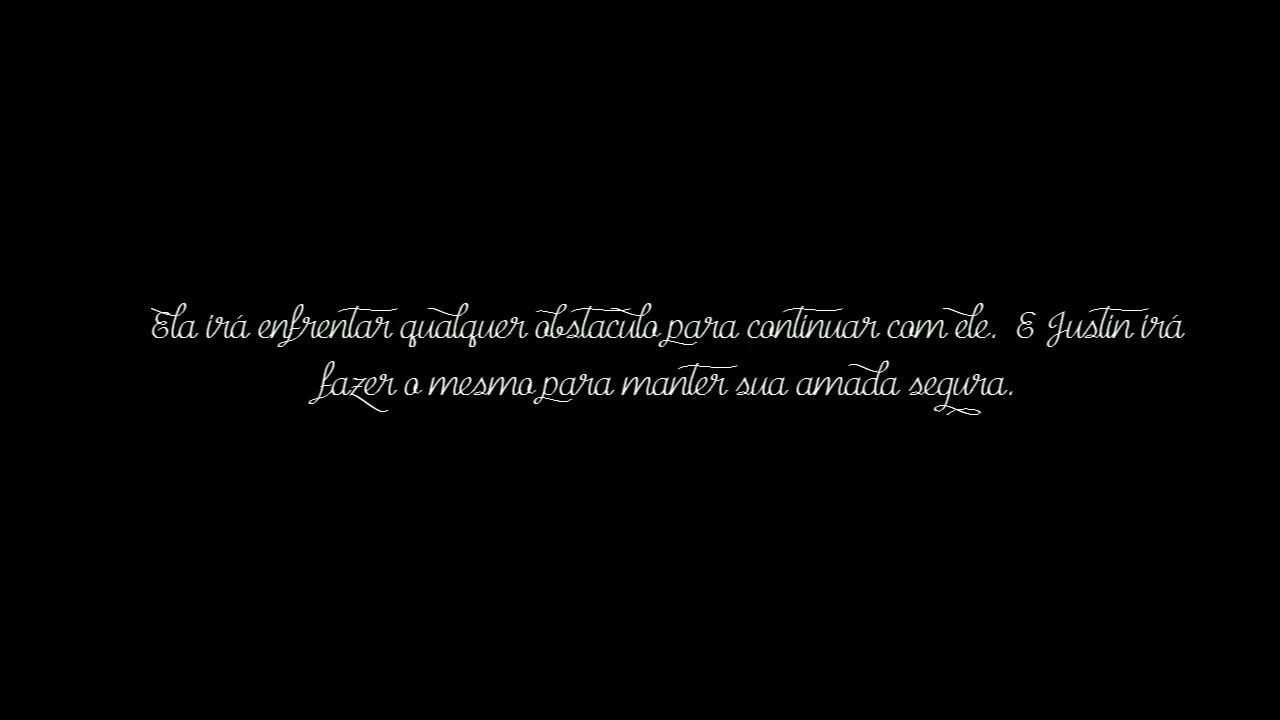 Ela irá enfrentar qualquer obstaculo para continuar com ele. E Justin irá
fazer o mesmo para manter sua amada segura.